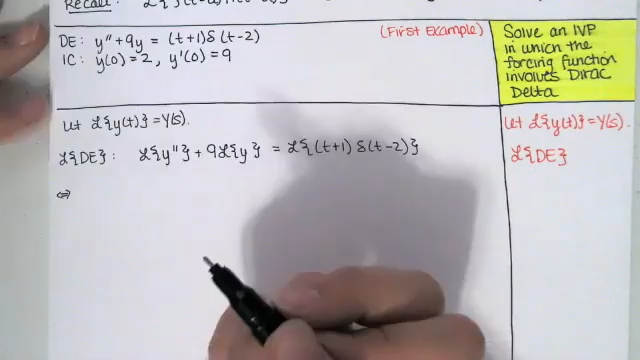 Recall:
DE: y"+9y = (t+1)δ(t-2)
(First Example)
IC: y(0)=2, y'(0)=9
Solve an IVP
in which the
forcing function
involves Dirac
Delta
Let ℒ{y(t)}=Y(s).
ℒ{DE}: ℒ{y"}+9ℒ{y} = ℒ{(t+1)δ(t-2)}
⇔
Let ℒ{y(t)}=Y(s).
ℒ{DE}